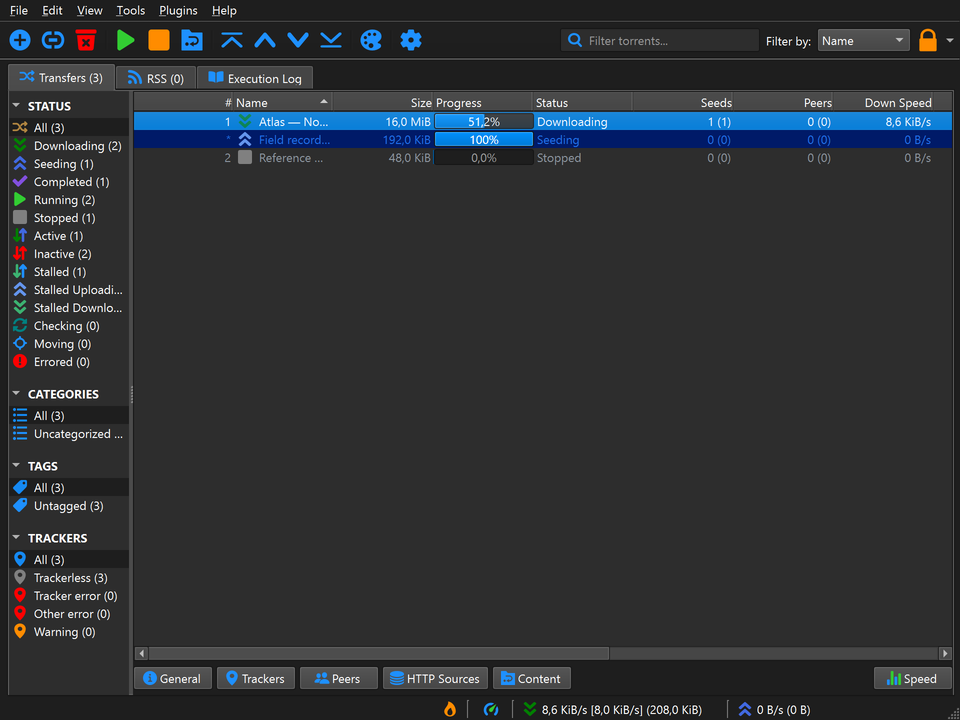 File Edit View Tools Plugins Help
Filter torrents... Filter by: Name
Transfers (3) RSS (0) Execution Log
STATUS
All (3)
Downloading (2)
Seeding (1)
Completed (1)
Running (2)
Stopped (1)
Active (1)
Inactive (2)
Stalled (1)
Stalled Uploadi...
Stalled Downlo...
Checking (0)
Moving (0)
Errored (0)
CATEGORIES
All (3)
Uncategorized ...
TAGS
All (3)
Untagged (3)
TRACKERS
All (3)
Trackerless (3)
Tracker error (0)
Other error (0)
Warning (0)
# Name Size Progress Status Seeds Peers Down Speed
1 Atlas — No... 16,0 MiB 51,2% Downloading 1 (1) 0 (0) 8,6 KiB/s
* Field record... 192,0 KiB 100% Seeding 0 (0) 0 (0) 0 B/s
2 Reference ... 48,0 KiB 0,0% Stopped 0 (0) 0 (0) 0 B/s
General Trackers Peers HTTP Sources Content Speed
8,6 KiB/s [8,0 KiB/s] (208,0 KiB) 0 B/s (0 B)